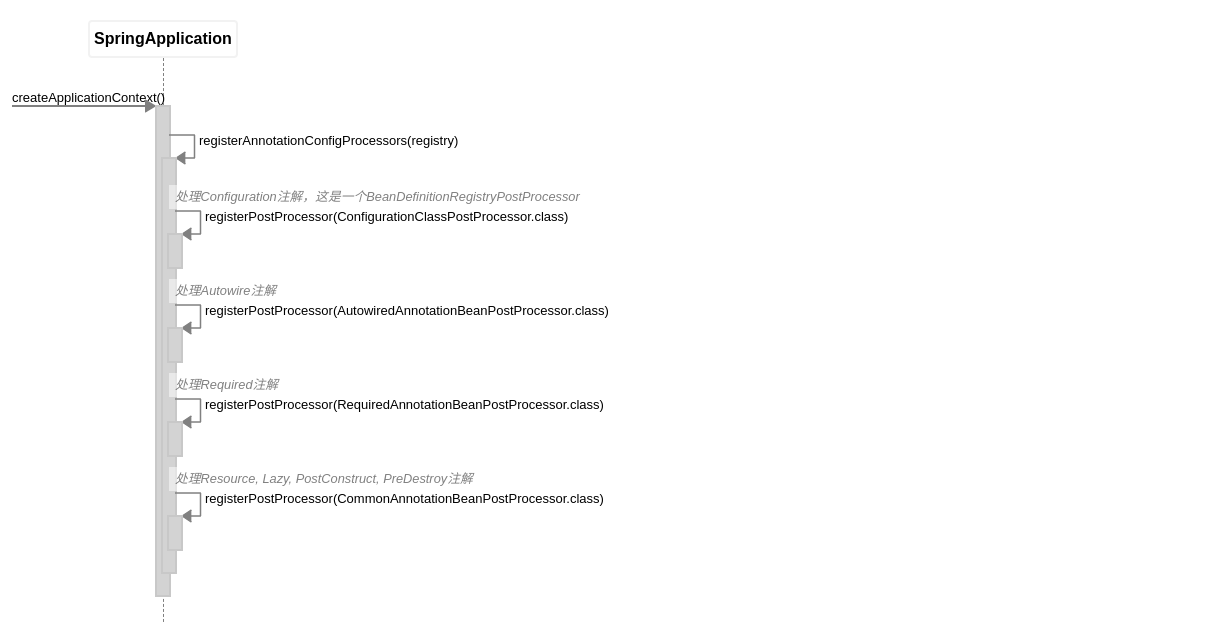 SpringApplication
createApplicationContext()
registerAnnotationConfigProcessors(registry)
处理Configuration注解，这是一个BeanDefinitionRegistryPostProcessor
registerPostProcessor(ConfigurationClassPostProcessor.class)
处理Autowire注解
registerPostProcessor(AutowiredAnnotationBeanPostProcessor.class)
处理Required注解
registerPostProcessor(RequiredAnnotationBeanPostProcessor.class)
处理Resource, Lazy, PostConstruct, PreDestroy注解
registerPostProcessor(CommonAnnotationBeanPostProcessor.class)